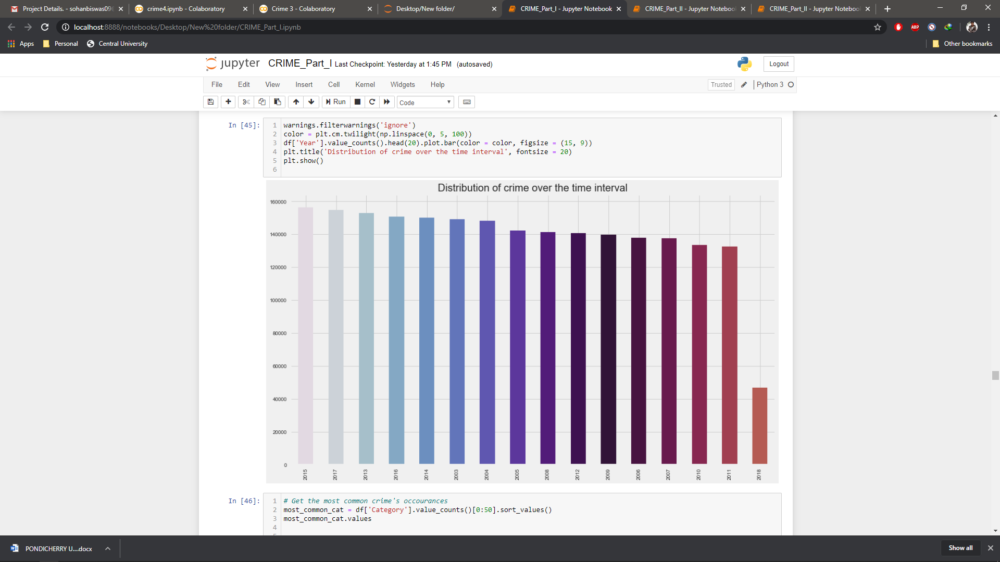 Project Details. - sohanbiswas09
crime4.ipynb - Colaboratory
Crime 3 - Colaboratory
Desktop/New folder/
CRIME_Part_I - Jupyter Notebook
CRIME_Part_II - Jupyter Noteboo
CRIME_Part_II - Jupyter Noteboo
localhost:8888/notebooks/Desktop/New%20folder/CRIME_Part_I.ipynb
ABP
Apps Personal Central University Other bookmarks
jupyter CRIME_Part_I Last Checkpoint: Yesterday at 1:45 PM (autosaved) Logout
File Edit View Insert Cell Kernel Widgets Help Trusted Python 3
Run Code
In [45]:
1 warnings.filterwarnings('ignore')
2 color = plt.cm.twilight(np.linspace(0, 5, 100))
3 df['Year'].value_counts().head(20).plot.bar(color = color, figsize = (15, 9))
4 plt.title('Distribution of crime over the time interval', fontsize = 20)
5 plt.show()
6
Distribution of crime over the time interval
160000
140000
120000
100000
80000
60000
40000
20000
0
2015 2017 2013 2016 2014 2003 2004 2005 2008 2012 2009 2006 2007 2010 2011 2018
In [46]:
1 # Get the most common crime's occourances
2 most_common_cat = df['Category'].value_counts()[0:50].sort_values()
3 most_common_cat.values
4
PONDICHERRY U....docx Show all